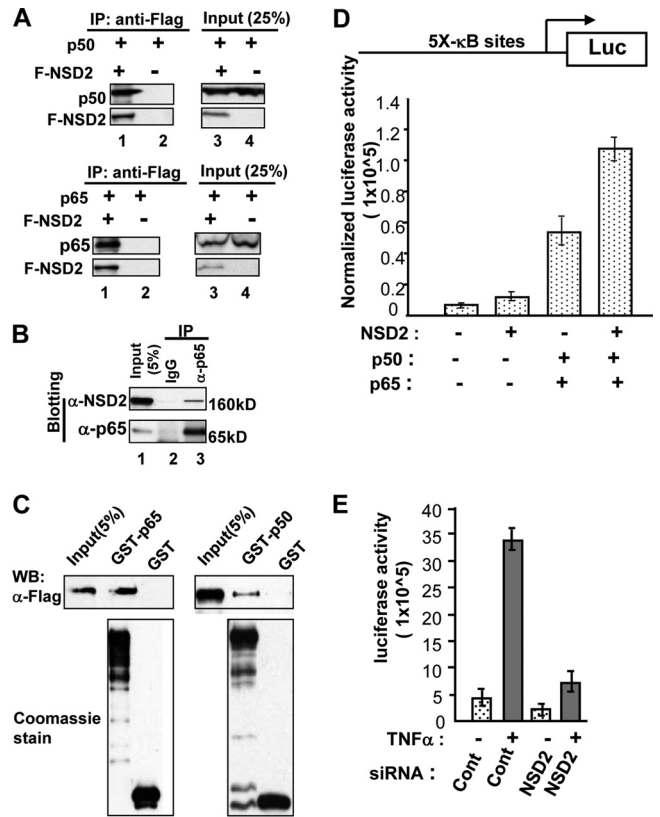 A
IP: anti-Flag Input (25%)
p50 + + + +
F-NSD2 + - + -
p50
F-NSD2
1 2 3 4
IP: anti-Flag Input (25%)
p65 + + + +
F-NSD2 + - + -
p65
F-NSD2
1 2 3 4
B
IP
Input (5%)
IgG
α-p65
Blotting
α-NSD2 160kD
α-p65 65kD
1 2 3
C
Input(5%) GST-p65 GST
Input(5%) GST-p50 GST
WB:
α-Flag
Coomassie
stain
D
5X-κB sites
Luc
Normalized luciferase activity
( 1x10^5)
1.4
1.2
1.0
0.8
0.6
0.4
0.2
0
NSD2 : - + - +
p50 : - - + +
p65 : - - + +
E
luciferase activity
( 1x10^5)
40
35
30
25
20
15
10
5
0
TNFα : - + - +
siRNA : Cont Cont NSD2 NSD2